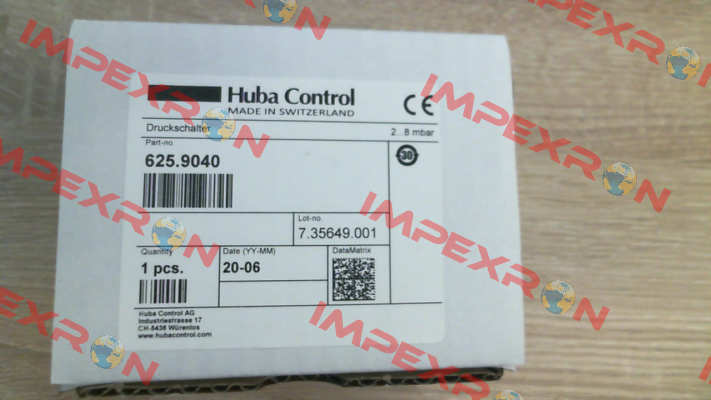 Huba Control
MADE IN SWITZERLAND
Druckschalter
2...8 mbar
Part-no.
625.9040
30
Lot-no.
7.35649.001
Quantity
1 pcs.
Date (YY-MM)
20-06
DataMatrix
Huba Control AG
Industriestrasse 17
CH-5436 Würenlos
www.hubacontrol.com
CE
IMPEXRON
IMPEXRON
IMPEXRON
IMPEXRON
IMPEXRON
IMPEXRON